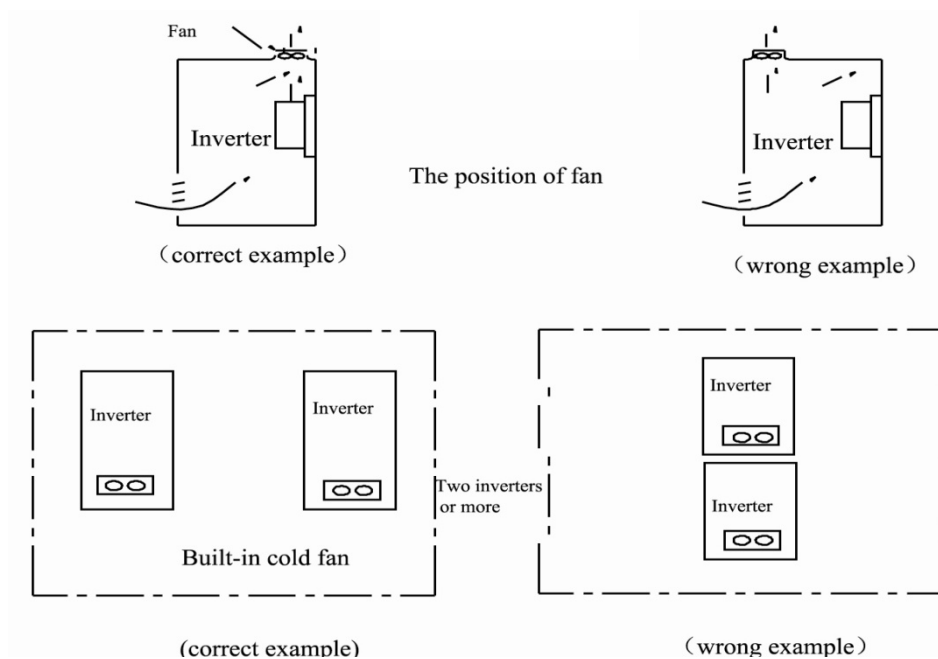 Fan
Inverter
Inverter
The position of fan
（correct example）
（wrong example）
Inverter
Inverter
Inverter
Two inverters
or more
Inverter
Built-in cold fan
(correct example)
（wrong example）